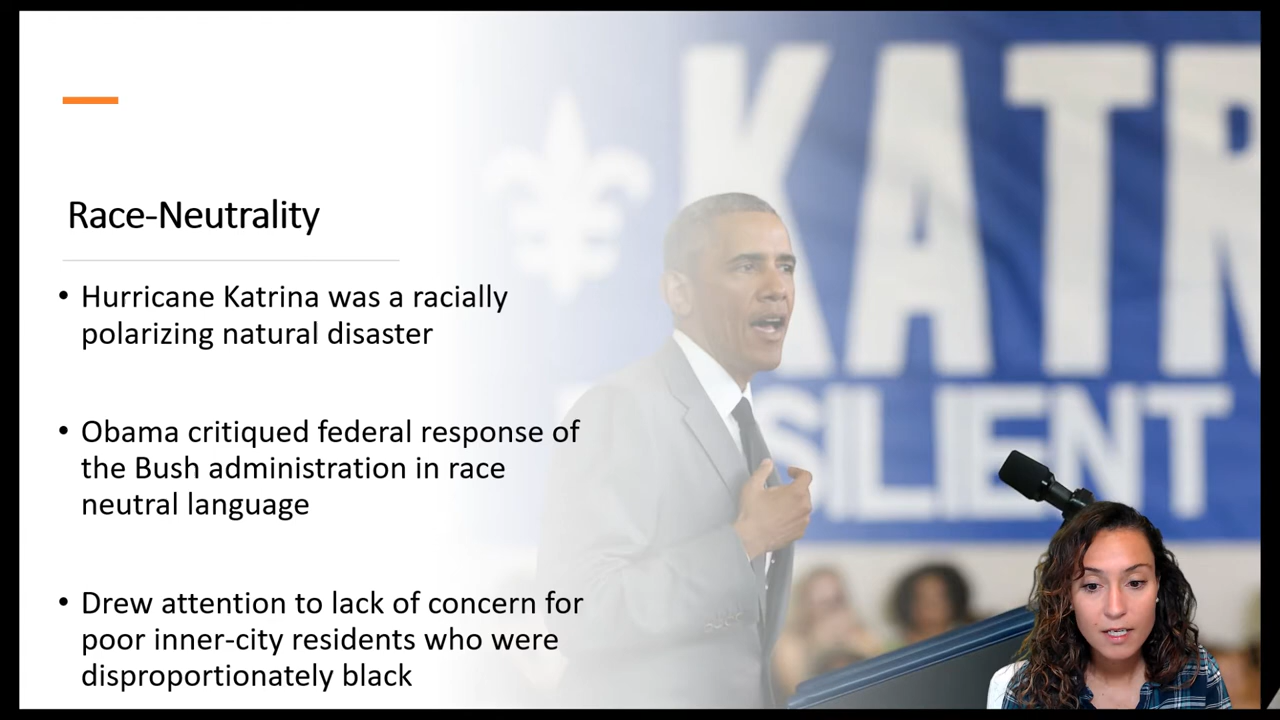 KATR
SILIENT
Race-Neutrality
• Hurricane Katrina was a racially
polarizing natural disaster
• Obama critiqued federal response of
the Bush administration in race
neutral language
• Drew attention to lack of concern for
poor inner-city residents who were
disproportionately black